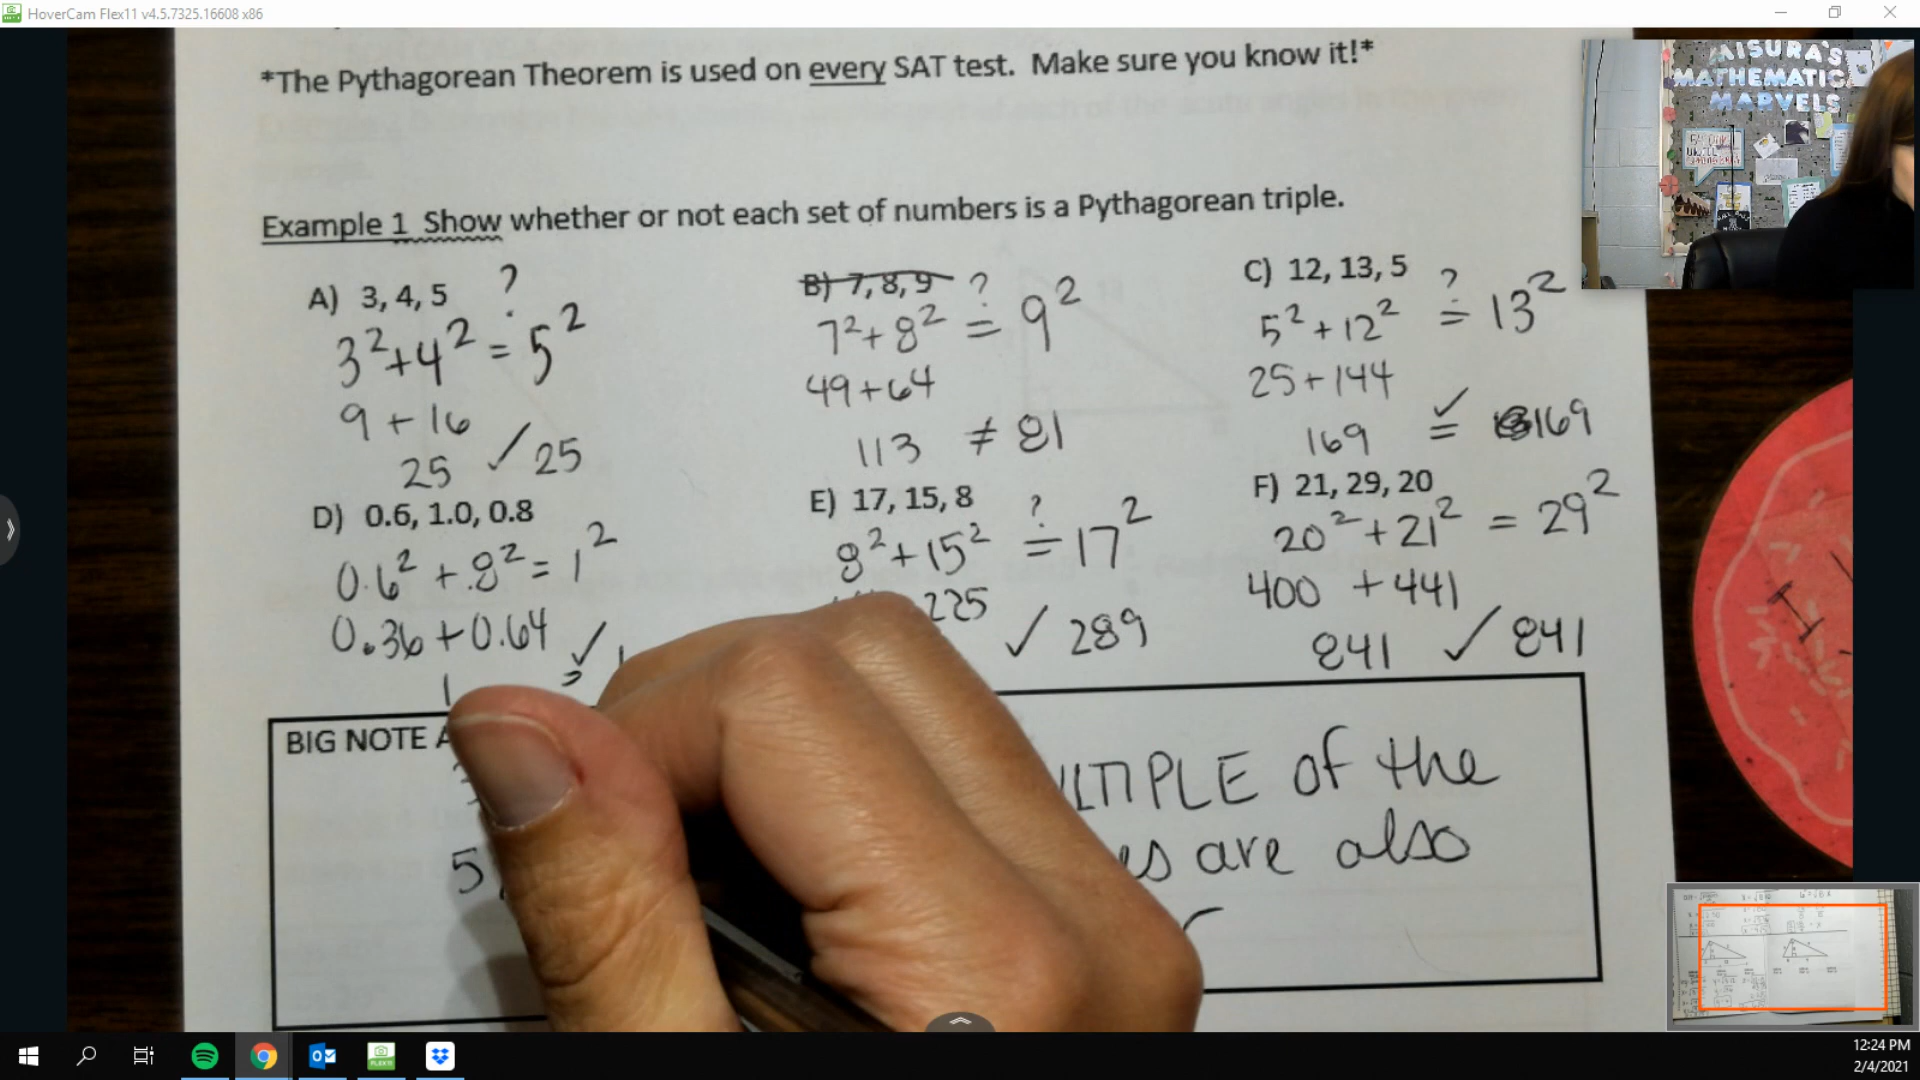 HoverCam Flex11 v4.5.7325.16608 x86
*The Pythagorean Theorem is used on every SAT test. Make sure you know it!*
MISURA'S
MATHEMATIC
MARVELS
Example 1 Show whether or not each set of numbers is a Pythagorean triple.
A) 3, 4, 5 ?
3² + 4² = 5²
9 + 16
25 ✓ 25
B) 7, 8, 9 ?
7² + 8² = 9²
49 + 64
113 ≠ 81
C) 12, 13, 5 ?
5² + 12² = 13²
25 + 144
169 = ✓ 169
D) 0.6, 1.0, 0.8
0.6² + .8² = 1²
0.36 + 0.64 ✓
1 = 1
E) 17, 15, 8 ?
8² + 15² = 17²
225
✓ 289
F) 21, 29, 20
20² + 21² = 29²
400 + 441
841 ✓ 841
BIG NOTE
LTIPLE of the
5, es are also
12:24 PM
2/4/2021